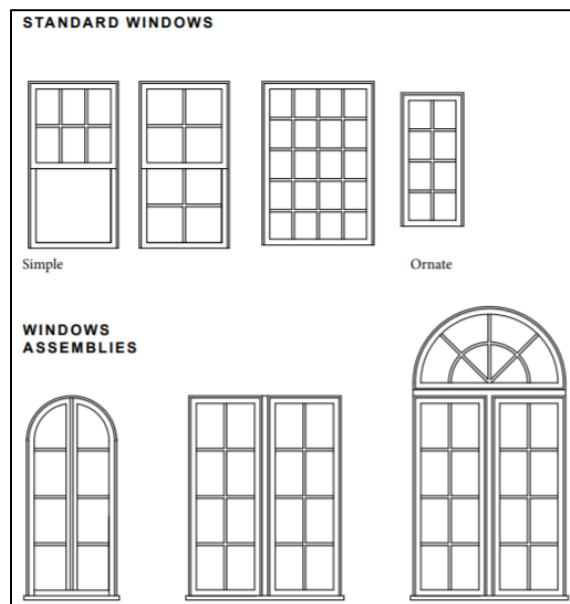 STANDARD WINDOWS
Simple
Ornate
WINDOWS
ASSEMBLIES